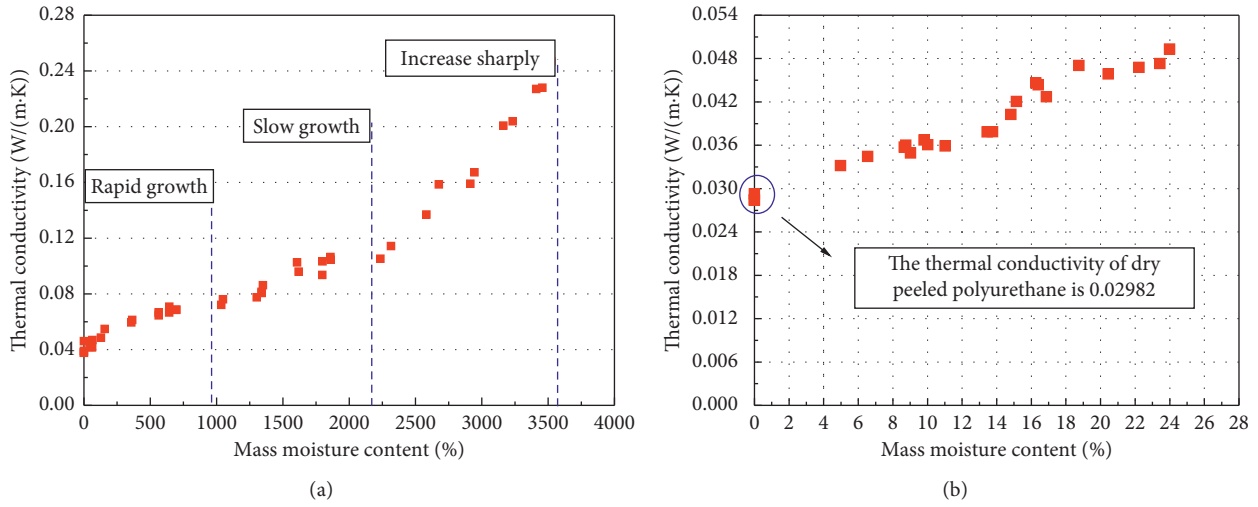 0.28
0.24
0.20
0.16
0.12
0.08
0.04
0.00
Thermal conductivity (W/(m·K))
Increase sharply
Slow growth
Rapid growth
0 500 1000 1500 2000 2500 3000 3500 4000
Mass moisture content (%)
(a)
0.054
0.048
0.042
0.036
0.030
0.024
0.018
0.012
0.006
0.000
Thermal conductivity (W/(m·K))
The thermal conductivity of dry
peeled polyurethane is 0.02982
0 2 4 6 8 10 12 14 16 18 20 22 24 26 28
Mass moisture content (%)
(b)